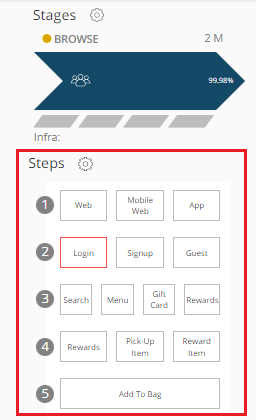 Stages
BROWSE 2 M
99.98%
Infra:
Steps
1 Web Mobile Web App
2 Login Signup Guest
3 Search Menu Gift Card Rewards
4 Rewards Pick-Up Item Reward Item
5 Add To Bag